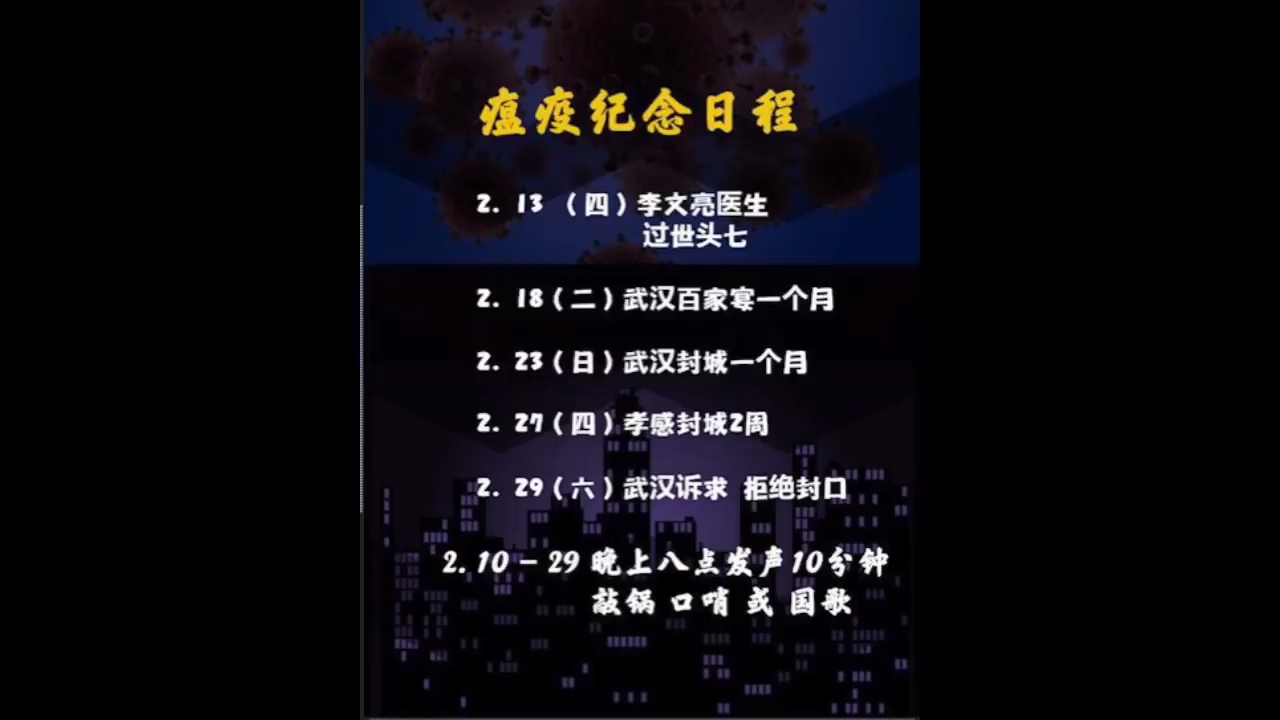 瘟疫纪念日程
2. 13 （四）李文亮医生
过世头七
2. 18（二）武汉百家宴一个月
2. 23（日）武汉封城一个月
2. 27（四）孝感封城2周
2. 29（六）武汉诉求 拒绝封口
2. 10 － 29 晚上八点发声10分钟
敲锅 口哨 或 国歌